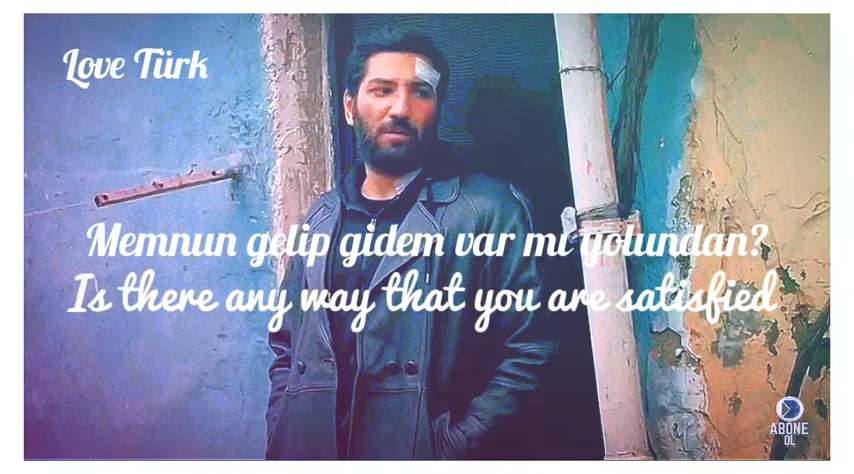 Love Türk
Memnun gelip gidem var mı yolundan?
Is there any way that you are satisfied
ABONE
OL